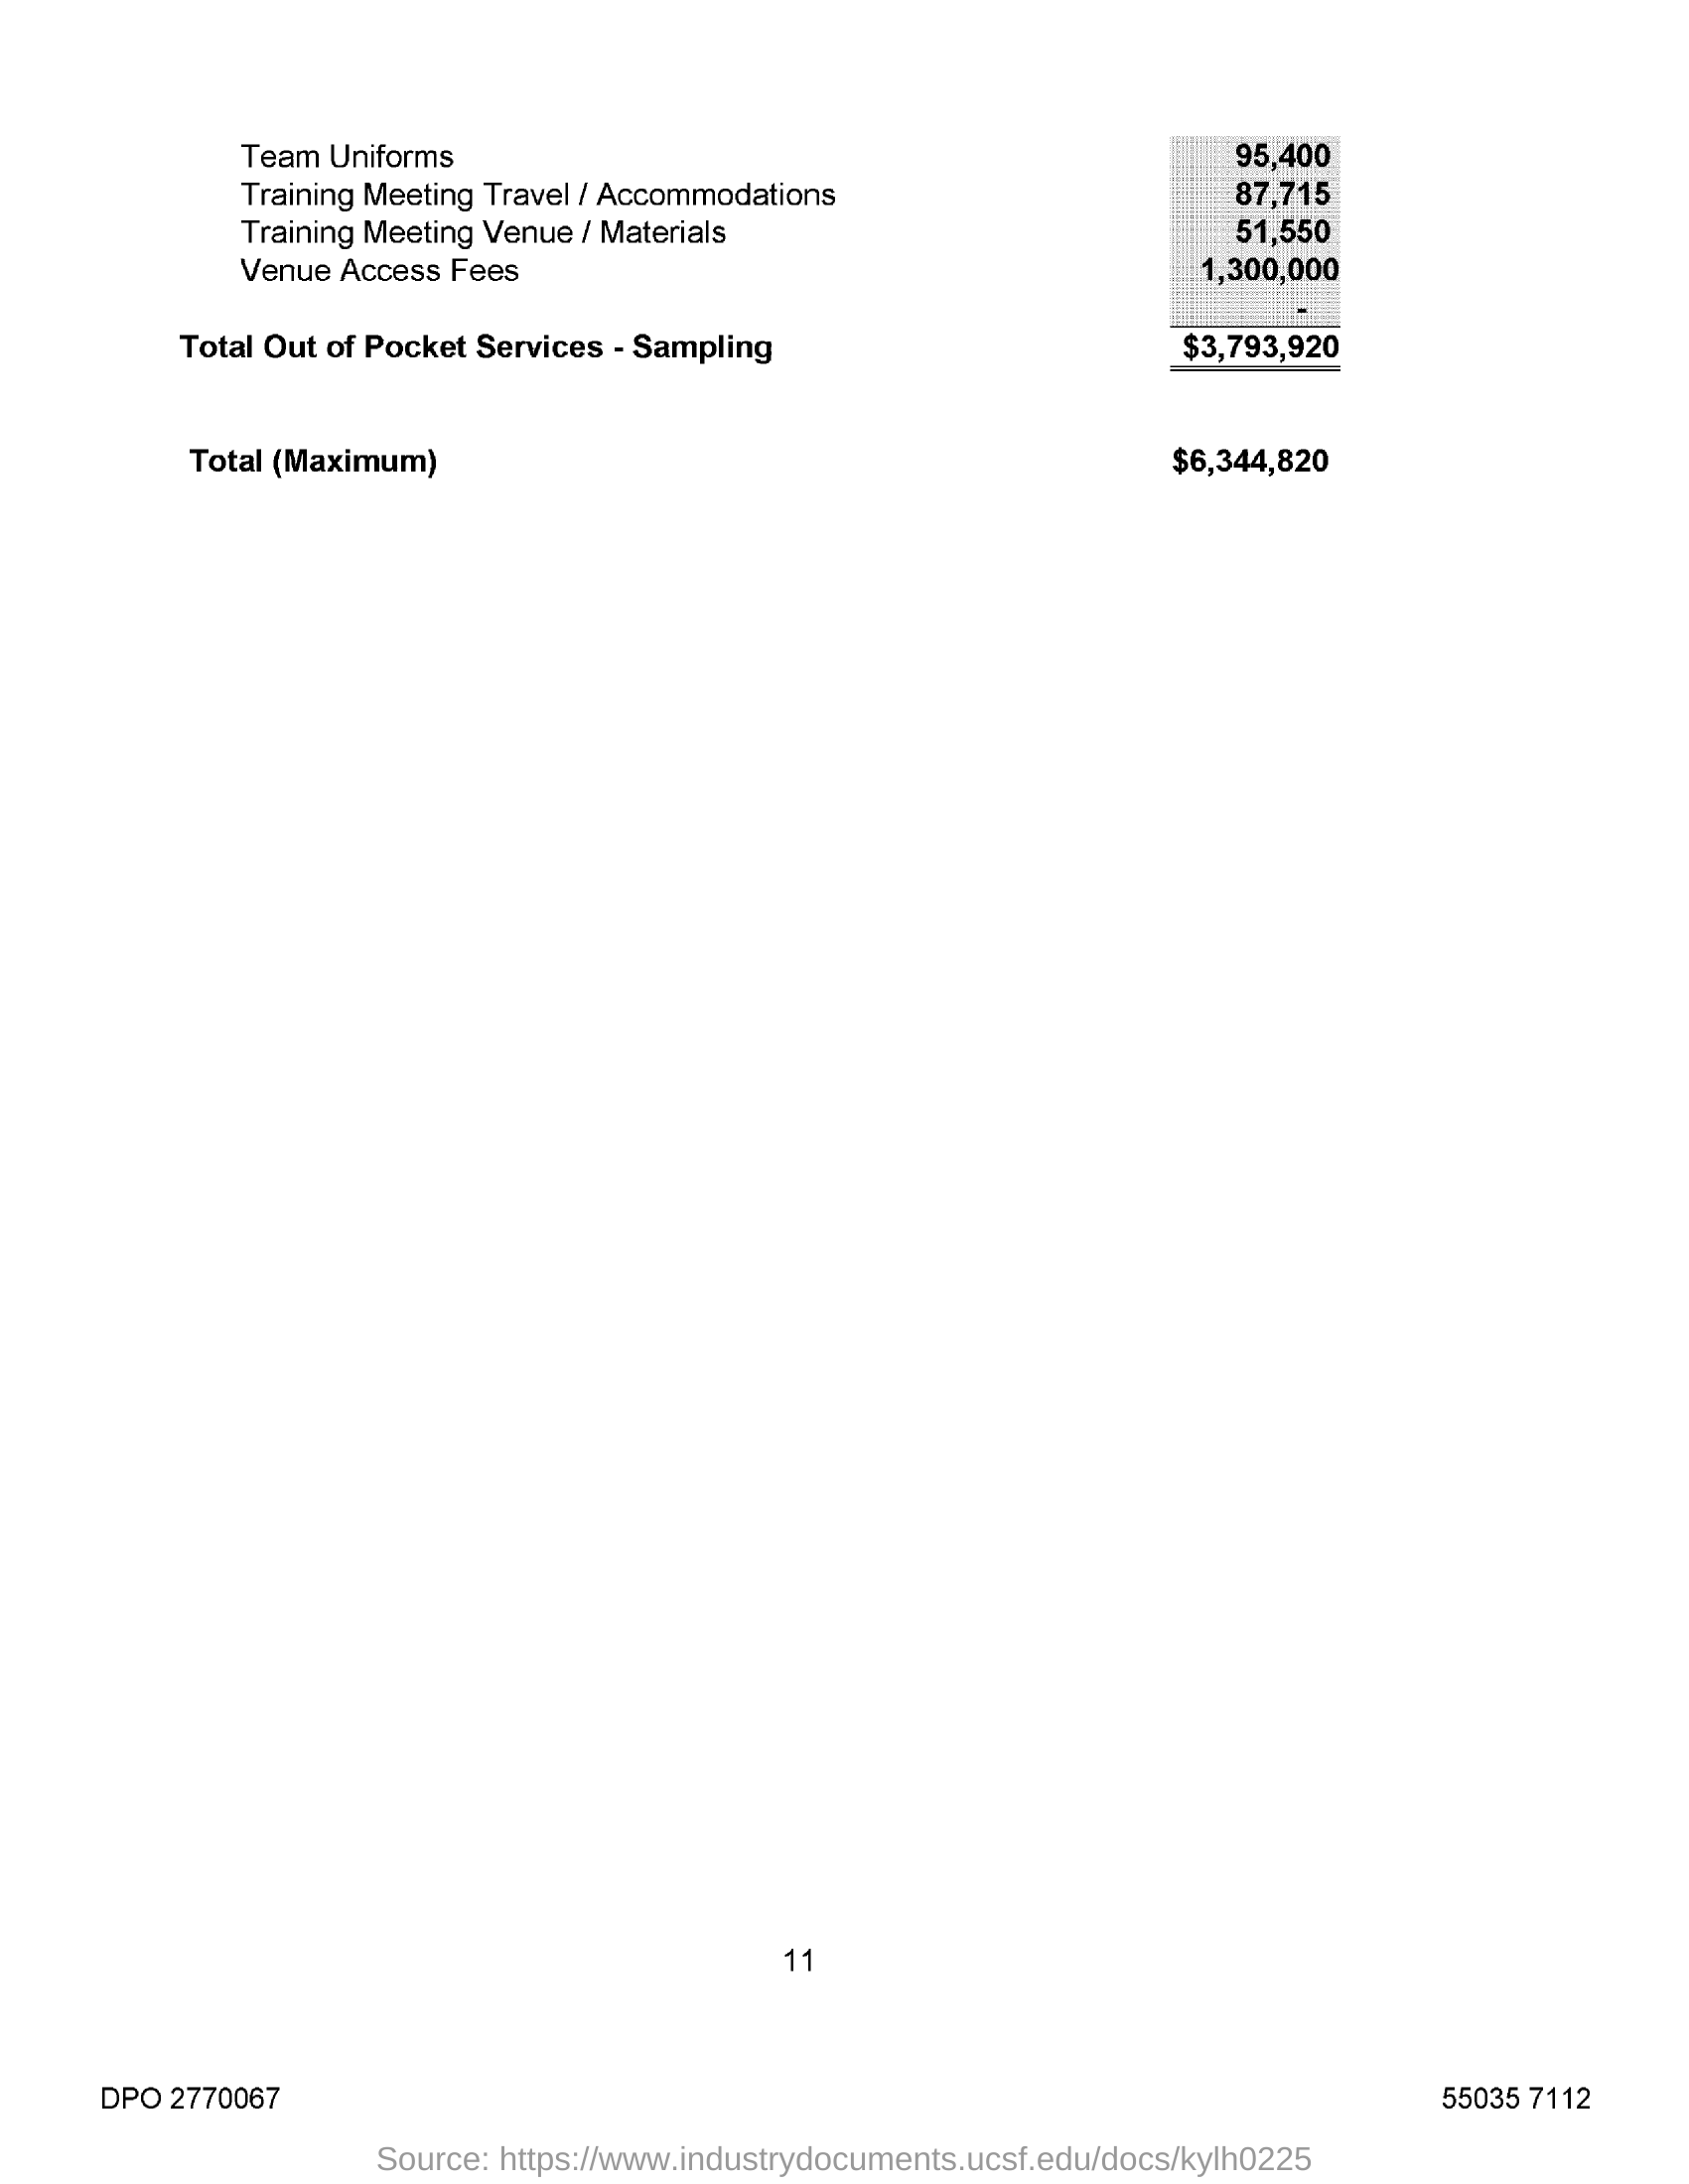 Team Uniforms 95,400
Training Meeting Travel / Accommodations 87,715
Training Meeting Venue / Materials 51,550
Venue Access Fees 1,300,000
-
Total Out of Pocket Services - Sampling $3,793,920
Total (Maximum) $6,344,820
11
DPO 2770067 55035 7112
Source: https://www.industrydocuments.ucsf.edu/docs/kylh0225